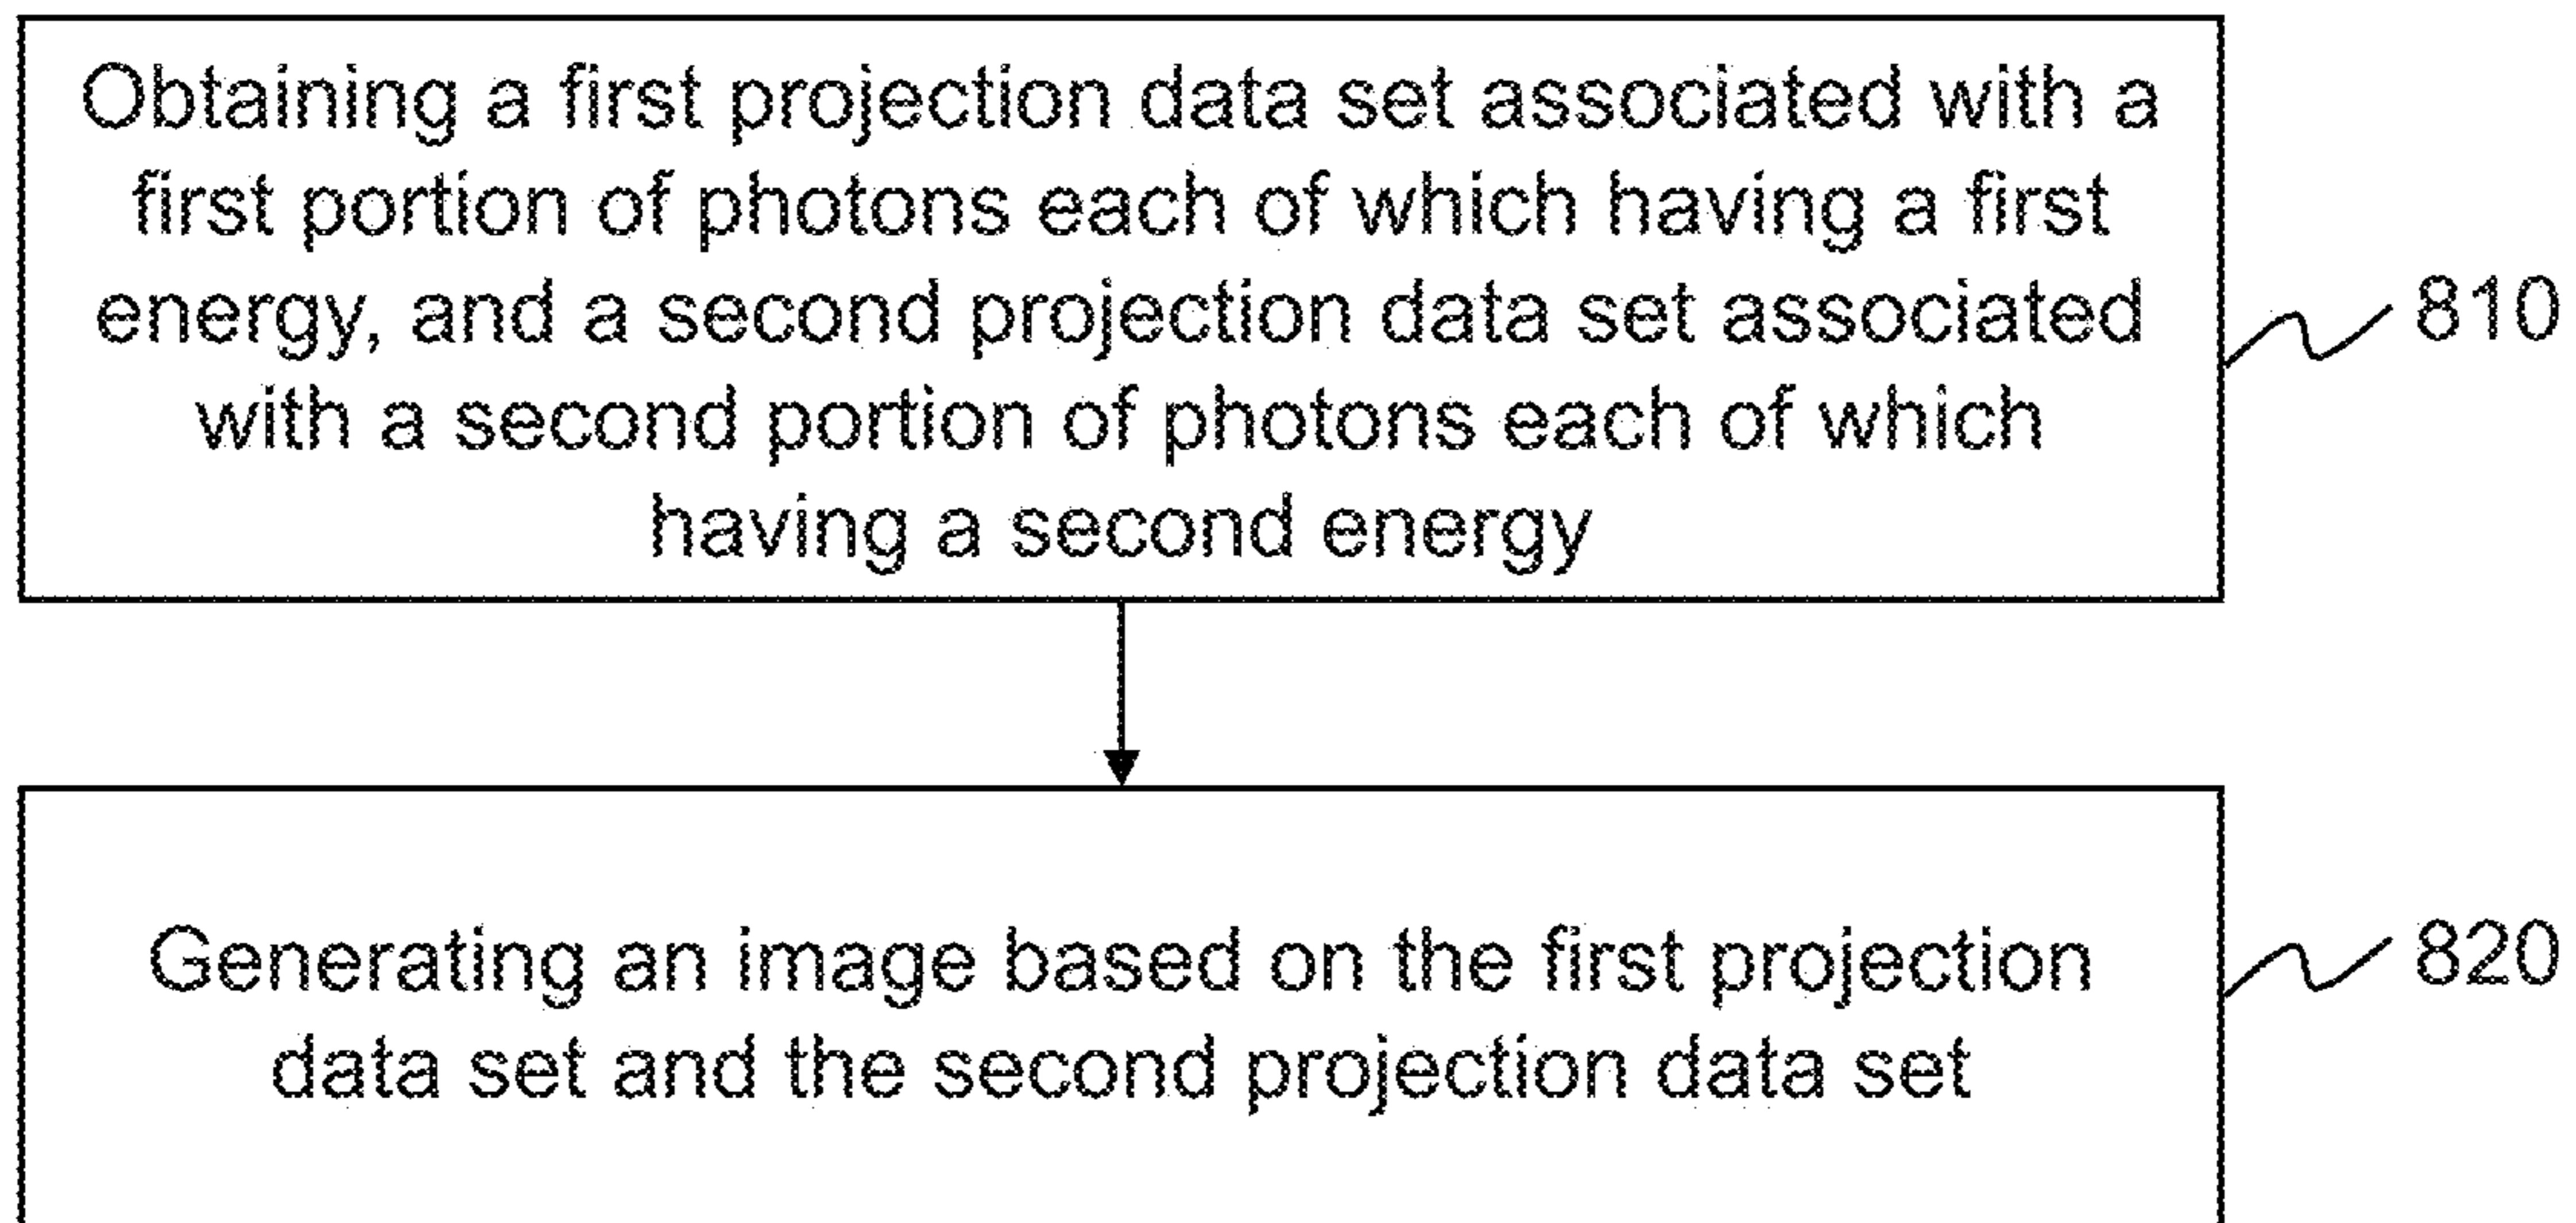 Obtaining a first projection data set associated with a
first portion of photons each of which having a first
energy, and a second projection data set associated
with a second portion of photons each of which
having a second energy
810
Generating an image based on the first projection
data set and the second projection data set
820